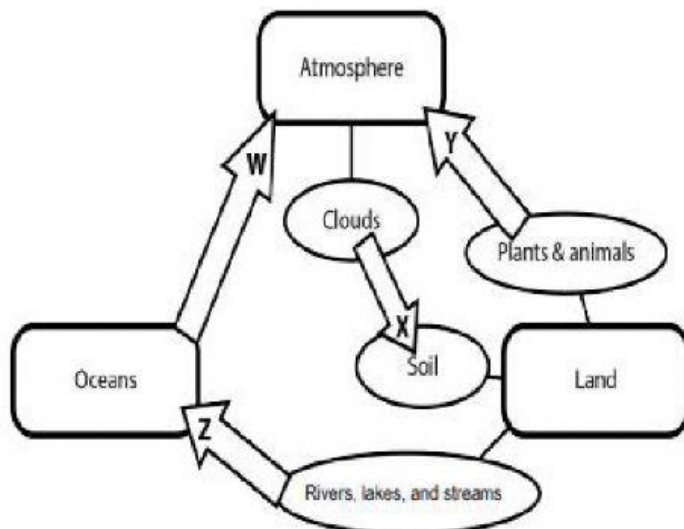 Atmosphere
W
Y
Clouds
Plants & animals
X
Oceans
Soil
Land
Z
Rivers, lakes, and streams